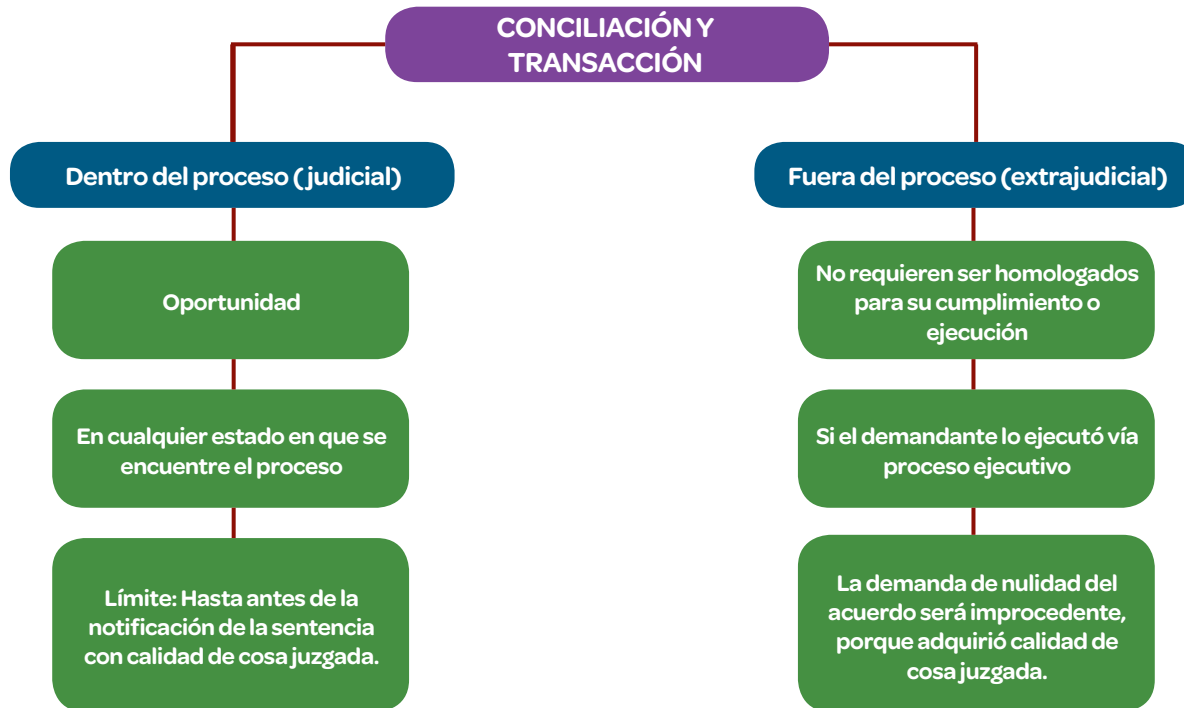 CONCILIACIÓN Y
TRANSACCIÓN
Dentro del proceso (judicial)
Oportunidad
En cualquier estado en que se
encuentre el proceso
Límite: Hasta antes de la
notificación de la sentencia
con calidad de cosa juzgada.
Fuera del proceso (extrajudicial)
No requieren ser homologados
para su cumplimiento o
ejecución
Si el demandante lo ejecutó vía
proceso ejecutivo
La demanda de nulidad del
acuerdo será improcedente,
porque adquirió calidad de
cosa juzgada.